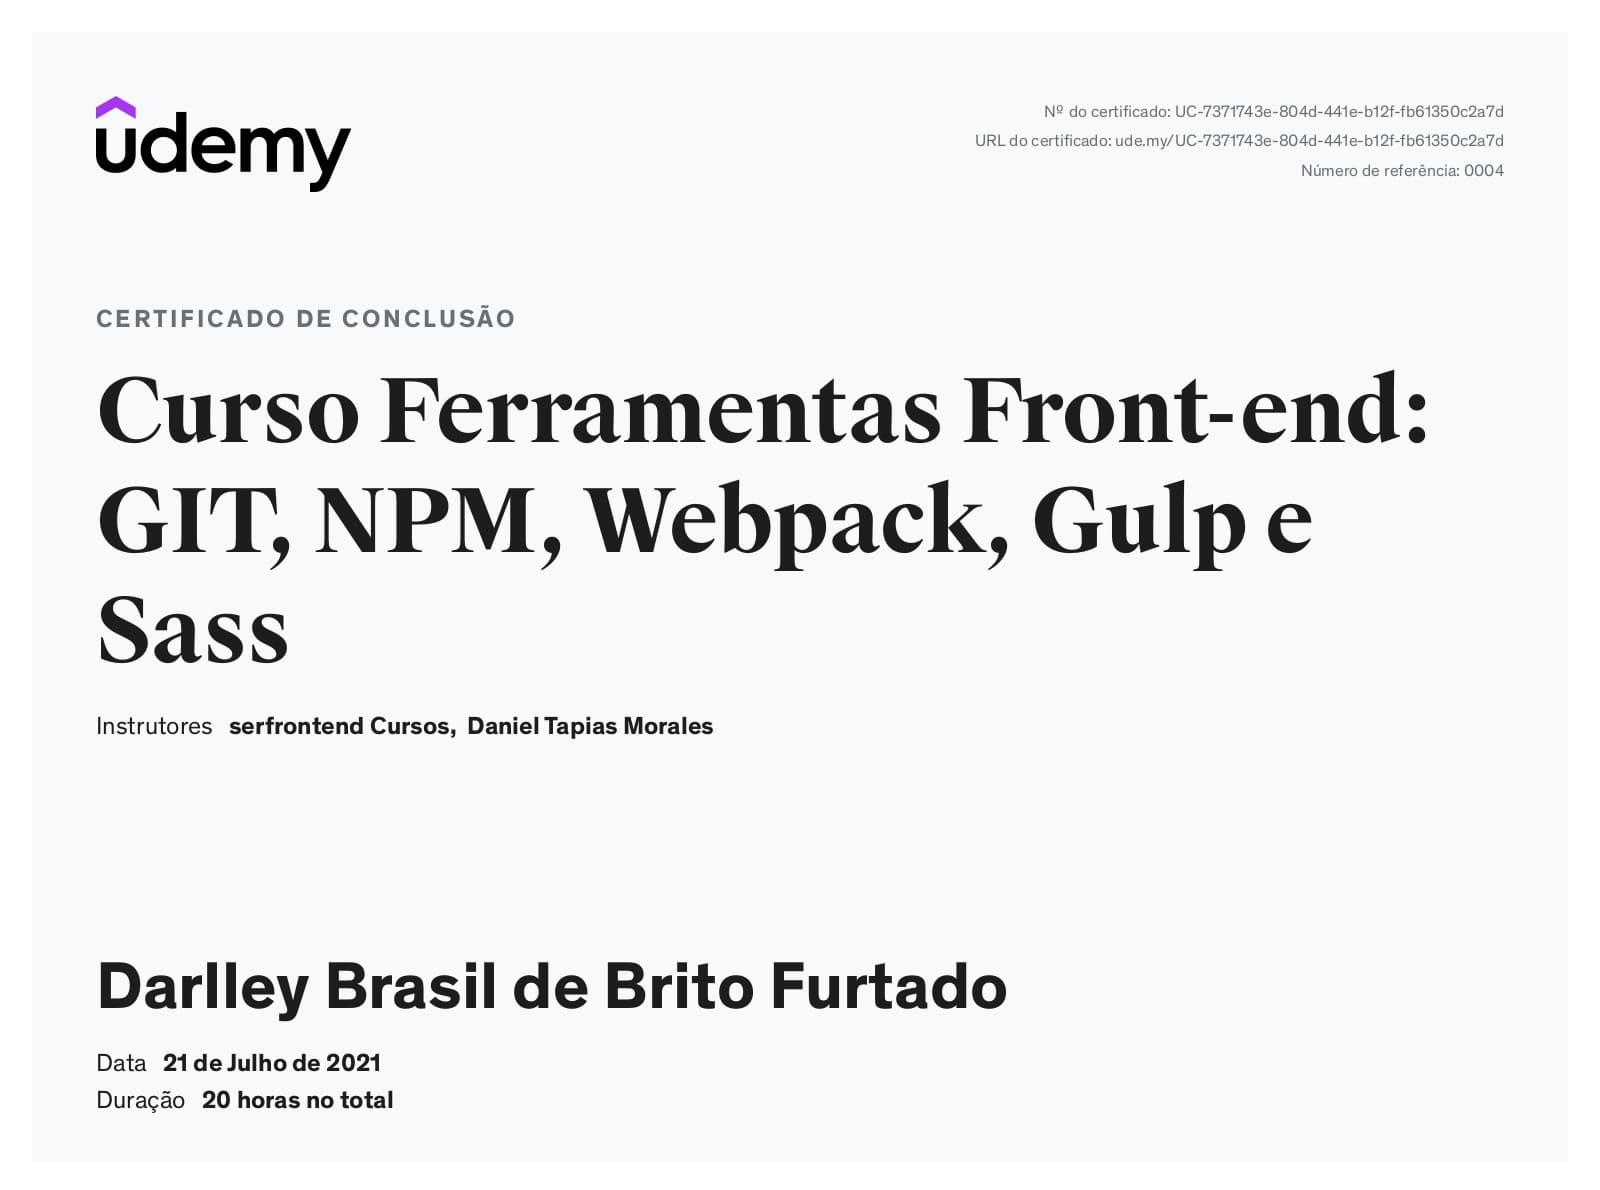 udemy
Nº do certificado: UC-7371743e-804d-441e-b12f-fb61350c2a7d
URL do certificado: ude.my/UC-7371743e-804d-441e-b12f-fb61350c2a7d
Número de referência: 0004
CERTIFICADO DE CONCLUSÃO
Curso Ferramentas Front-end:
GIT, NPM, Webpack, Gulp e
Sass
Instrutores serfrontend Cursos, Daniel Tapias Morales
Darlley Brasil de Brito Furtado
Data 21 de Julho de 2021
Duração 20 horas no total